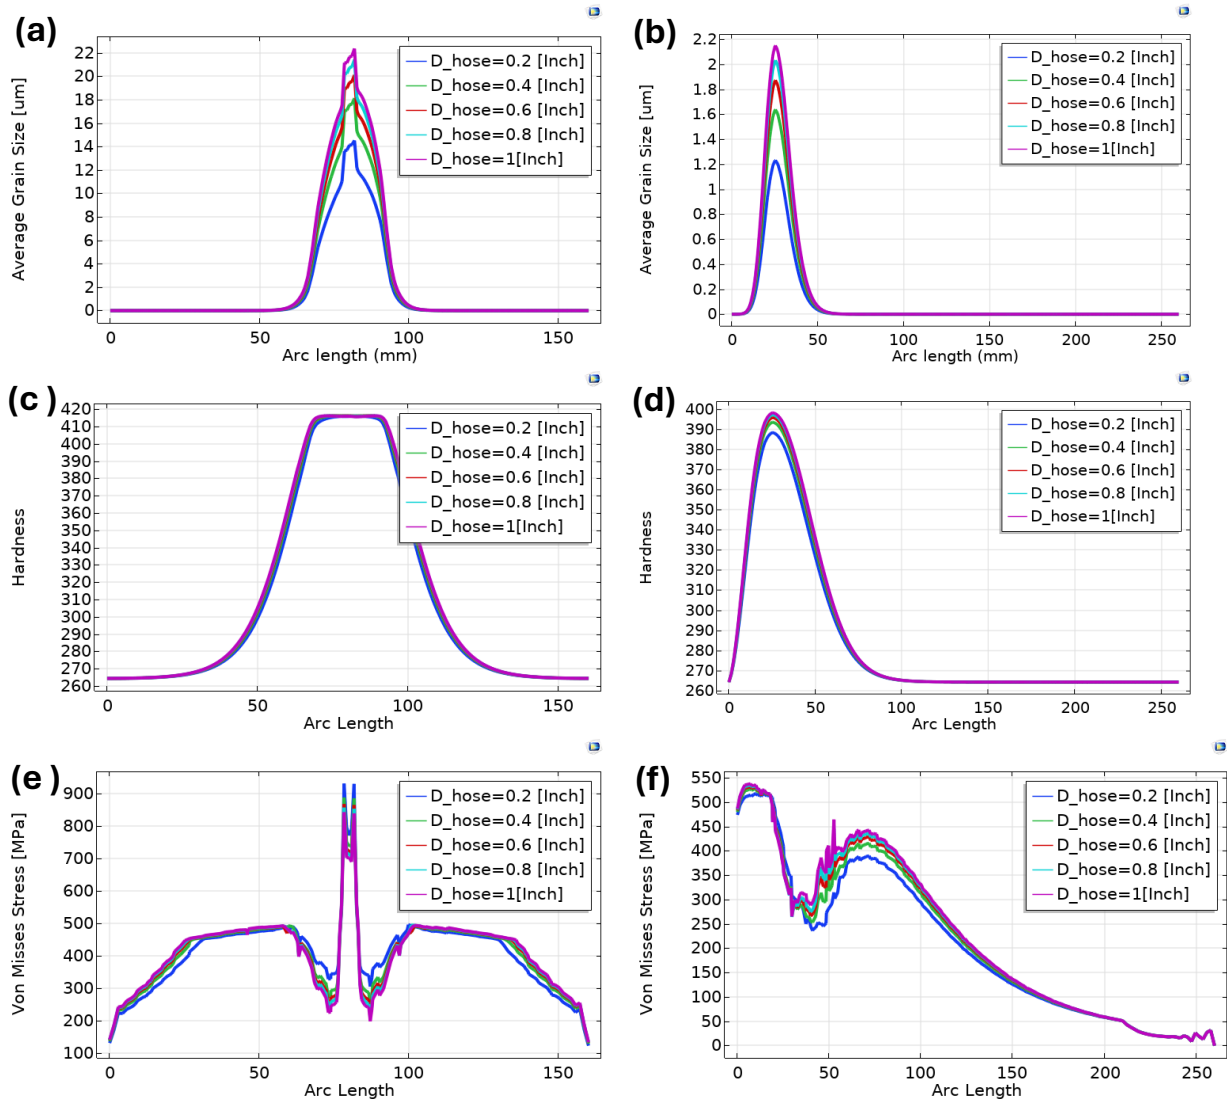 (a)
Average Grain Size [um]
22
20
18
16
14
12
10
8
6
4
2
0
D_hose=0.2 [Inch]
D_hose=0.4 [Inch]
D_hose=0.6 [Inch]
D_hose=0.8 [Inch]
D_hose=1[Inch]
0 50 100 150
Arc length (mm)
(b)
Average Grain Size [um]
2.2
2
1.8
1.6
1.4
1.2
1
0.8
0.6
0.4
0.2
0
D_hose=0.2 [Inch]
D_hose=0.4 [Inch]
D_hose=0.6 [Inch]
D_hose=0.8 [Inch]
D_hose=1[Inch]
0 50 100 150 200 250
Arc length (mm)
(c )
Hardness
420
410
400
390
380
370
360
350
340
330
320
310
300
290
280
270
260
D_hose=0.2 [Inch]
D_hose=0.4 [Inch]
D_hose=0.6 [Inch]
D_hose=0.8 [Inch]
D_hose=1[Inch]
0 50 100 150
Arc Length
(d)
Hardness
400
390
380
370
360
350
340
330
320
310
300
290
280
270
260
D_hose=0.2 [Inch]
D_hose=0.4 [Inch]
D_hose=0.6 [Inch]
D_hose=0.8 [Inch]
D_hose=1[Inch]
0 50 100 150 200 250
Arc Length
(e )
Von Misses Stress [MPa]
900
800
700
600
500
400
300
200
100
D_hose=0.2 [Inch]
D_hose=0.4 [Inch]
D_hose=0.6 [Inch]
D_hose=0.8 [Inch]
D_hose=1[Inch]
0 50 100 150
Arc Length
(f)
Von Misses Stress [MPa]
550
500
450
400
350
300
250
200
150
100
50
0
D_hose=0.2 [Inch]
D_hose=0.4 [Inch]
D_hose=0.6 [Inch]
D_hose=0.8 [Inch]
D_hose=1[Inch]
0 50 100 150 200 250
Arc Length